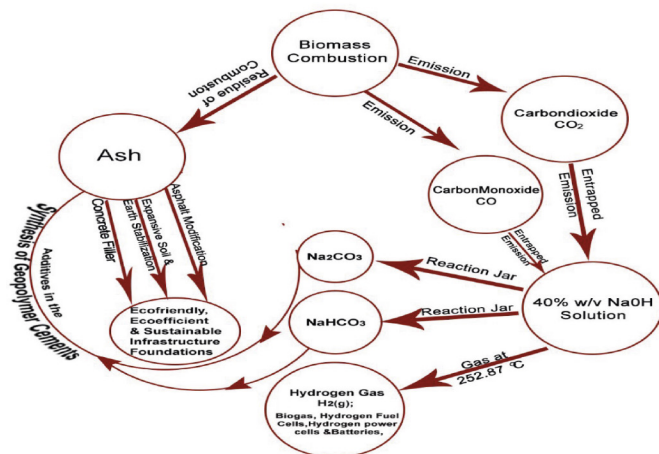 Biomass
Combustion
Residue of
Combuston
Emission
Emission
Carbondioxide
CO₂
Ash
CarbonMonoxide
CO
Entrapped
Emission
Entrapped
Emission
Concrete Filler
Expansive Soil &
Earth Stabilization
Asphalt Modification
Synthesis of Geopolymer Cements
Additives in the
Na₂CO₃
Reaction Jar
NaHCO₃
Reaction Jar
40% w/v Na0H
Solution
Ecofriendly,
Ecoefficient
& Sustainable
Infrastructure
Foundations
Gas at
252.87 °C
Hydrogen Gas
H₂(g);
Biogas, Hydrogen Fuel
Cells,Hydrogen power
cells &Batteries,